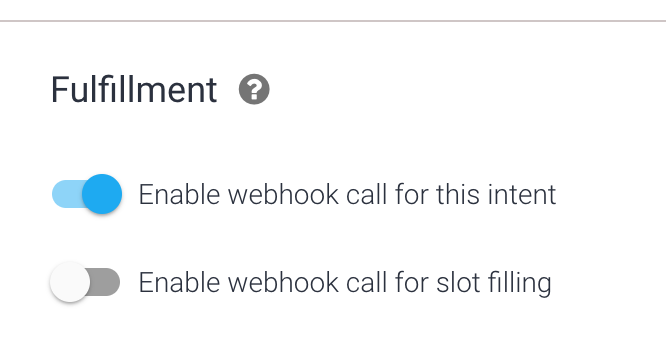 Fulfillment ?
Enable webhook call for this intent
Enable webhook call for slot filling